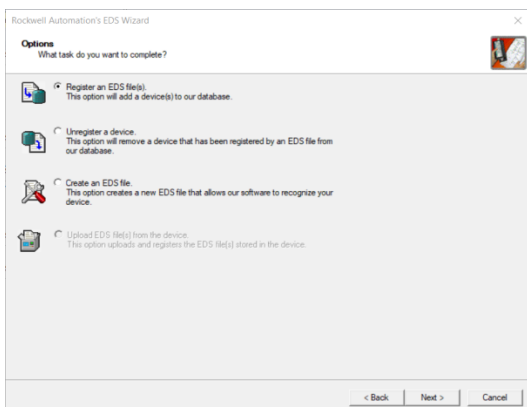 Rockwell Automation's EDS Wizard
Options
What task do you want to complete?
Register an EDS file(s).
This option will add a device(s) to our database.
Unregister a device.
This option will remove a device that has been registered by an EDS file from
our database.
Create an EDS file.
This option creates a new EDS file that allows our software to recognize your
device.
Upload EDS file(s) from the device.
This option uploads and registers the EDS file(s) stored in the device.
< Back Next > Cancel